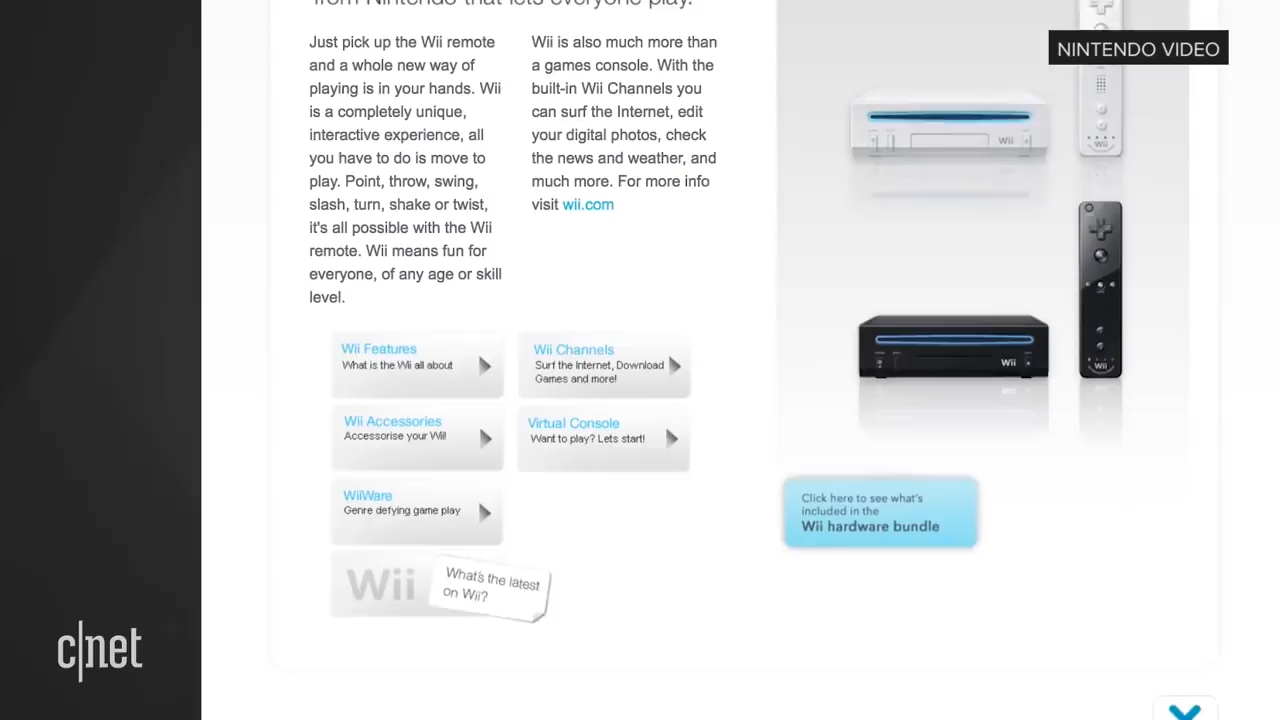 from Nintendo that lets everyone play.
NINTENDO VIDEO
Just pick up the Wii remote
and a whole new way of
playing is in your hands. Wii
is a completely unique,
interactive experience, all
you have to do is move to
play. Point, throw, swing,
slash, turn, shake or twist,
it's all possible with the Wii
remote. Wii means fun for
everyone, of any age or skill
level.
Wii is also much more than
a games console. With the
built-in Wii Channels you
can surf the Internet, edit
your digital photos, check
the news and weather, and
much more. For more info
visit wii.com
Wii
Wii
Wii
Wii
Wii Features
What is the Wii all about
Wii Channels
Surf the Internet, Download
Games and more!
Wii Accessories
Accessorise your Wii!
Virtual Console
Want to play? Lets start!
WiiWare
Genre defying game play
Wii
What's the latest
on Wii?
Click here to see what's
included in the
Wii hardware bundle
c|net